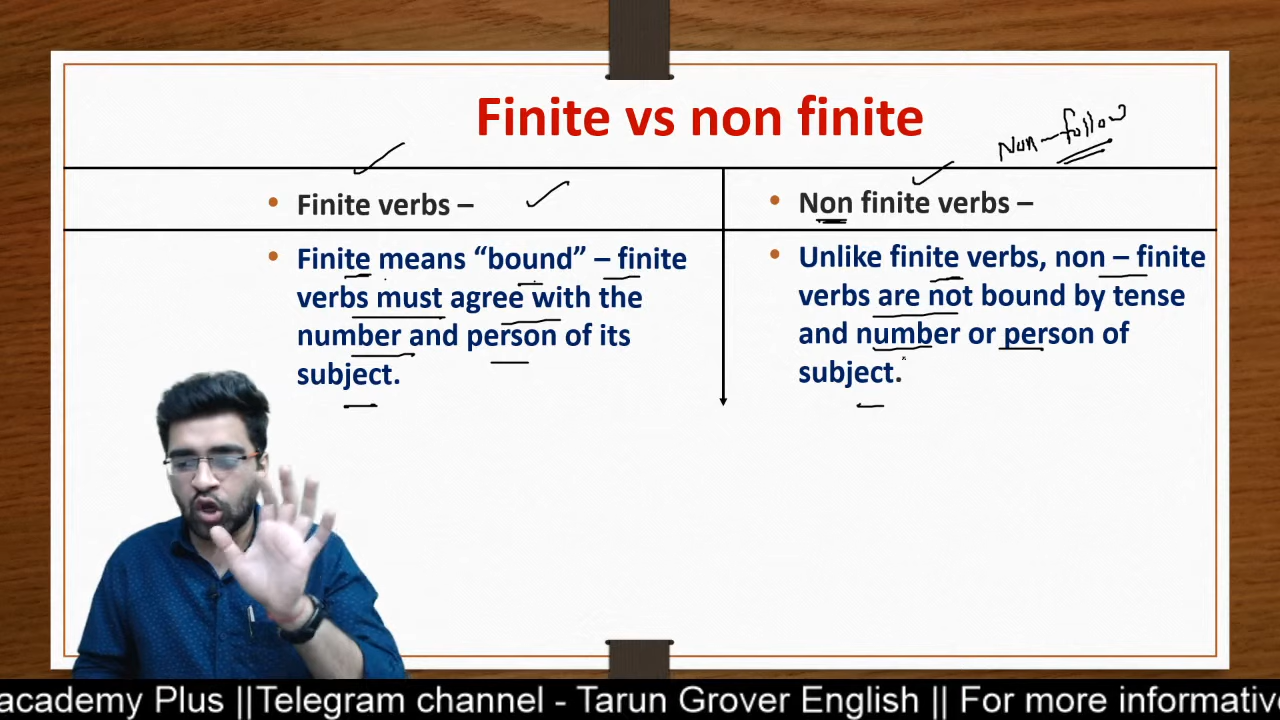 Finite vs non finite
Non-follow
• Finite verbs –
• Non finite verbs –
• Finite means “bound” – finite
verbs must agree with the
number and person of its
subject.
• Unlike finite verbs, non – finite
verbs are not bound by tense
and number or person of
subject.
academy Plus ||Telegram channel - Tarun Grover English || For more informativ